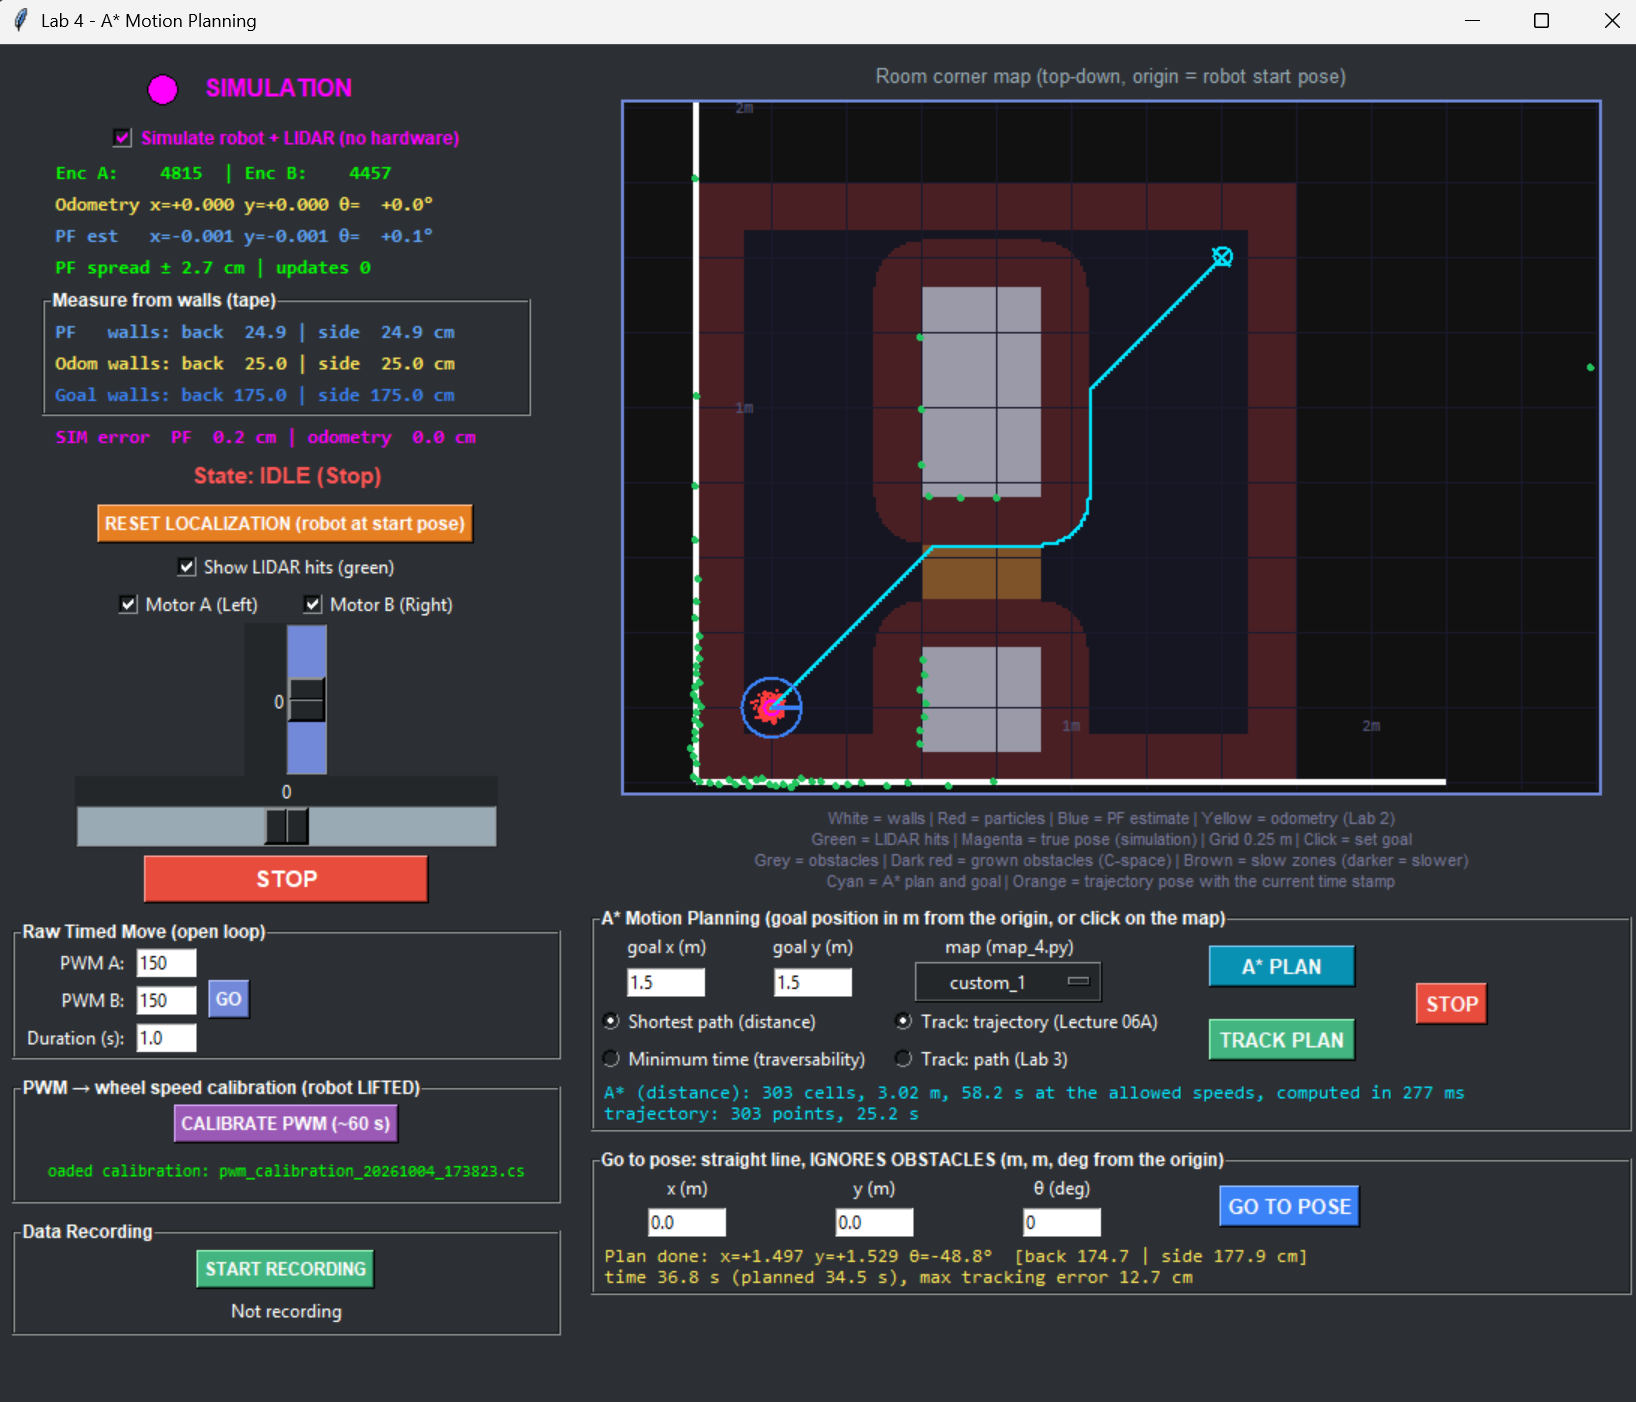 Lab 4 - A* Motion Planning
SIMULATION
Simulate robot + LIDAR (no hardware)
Enc A: 4815 | Enc B: 4457
Odometry x=+0.000 y=+0.000 θ= +0.0°
PF est x=-0.001 y=-0.001 θ= +0.1°
PF spread ± 2.7 cm | updates 0
Measure from walls (tape)
PF walls: back 24.9 | side 24.9 cm
Odom walls: back 25.0 | side 25.0 cm
Goal walls: back 175.0 | side 175.0 cm
SIM error PF 0.2 cm | odometry 0.0 cm
State: IDLE (Stop)
RESET LOCALIZATION (robot at start pose)
Show LIDAR hits (green)
Motor A (Left) Motor B (Right)
0
0
STOP
Raw Timed Move (open loop)
PWM A: 150
PWM B: 150 GO
Duration (s): 1.0
PWM → wheel speed calibration (robot LIFTED)
CALIBRATE PWM (~60 s)
oaded calibration: pwm_calibration_20261004_173823.cs
Data Recording
START RECORDING
Not recording
Room corner map (top-down, origin = robot start pose)
2m
1m
1m 2m
White = walls | Red = particles | Blue = PF estimate | Yellow = odometry (Lab 2)
Green = LIDAR hits | Magenta = true pose (simulation) | Grid 0.25 m | Click = set goal
Grey = obstacles | Dark red = grown obstacles (C-space) | Brown = slow zones (darker = slower)
Cyan = A* plan and goal | Orange = trajectory pose with the current time stamp
A* Motion Planning (goal position in m from the origin, or click on the map)
goal x (m) goal y (m) map (map_4.py)
1.5 1.5 custom_1 A* PLAN
STOP
Shortest path (distance) Track: trajectory (Lecture 06A)
TRACK PLAN
Minimum time (traversability) Track: path (Lab 3)
A* (distance): 303 cells, 3.02 m, 58.2 s at the allowed speeds, computed in 277 ms
trajectory: 303 points, 25.2 s
Go to pose: straight line, IGNORES OBSTACLES (m, m, deg from the origin)
x (m) y (m) θ (deg)
0.0 0.0 0 GO TO POSE
Plan done: x=+1.497 y=+1.529 θ=-48.8° [back 174.7 | side 177.9 cm]
time 36.8 s (planned 34.5 s), max tracking error 12.7 cm